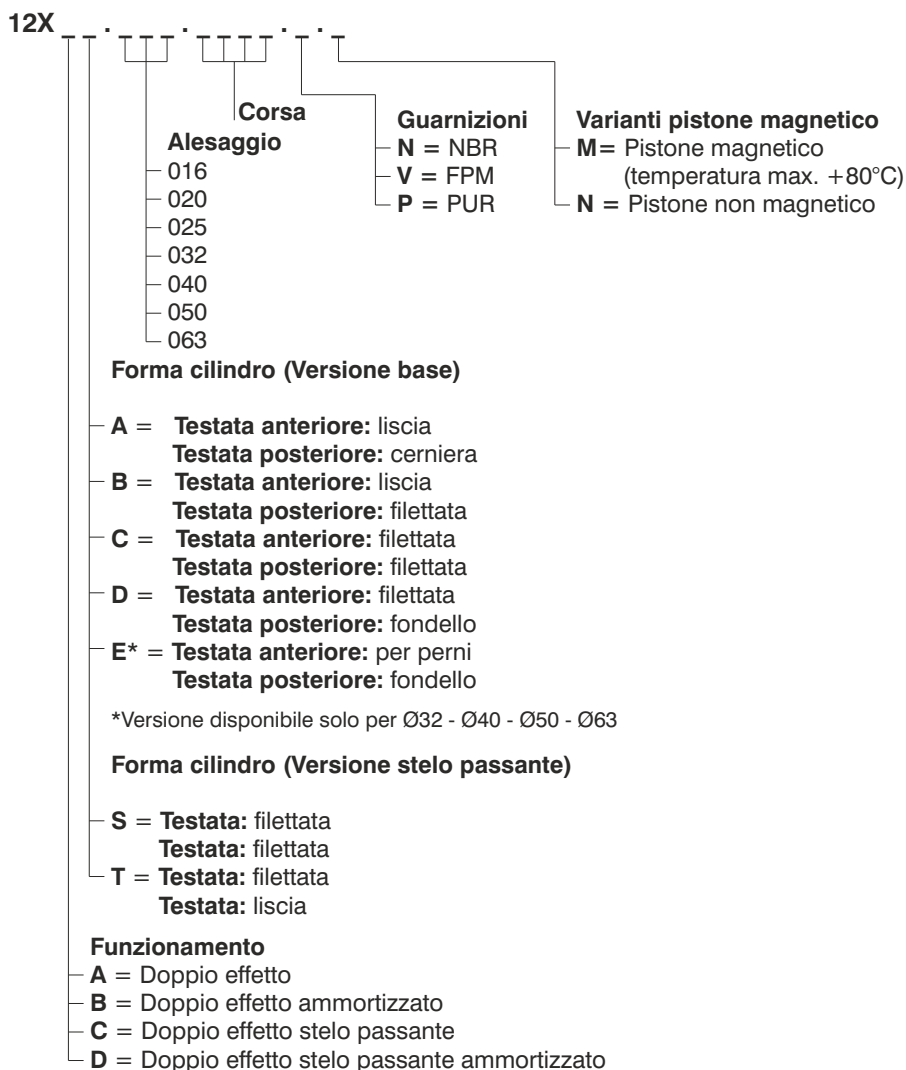 12X _ _ . _ _ _ . _ _ _ _ . _ . _
Corsa
Alesaggio
016
020
025
032
040
050
063
Guarnizioni
N = NBR
V = FPM
P = PUR
Varianti pistone magnetico
M= Pistone magnetico
(temperatura max. +80°C)
N = Pistone non magnetico
Forma cilindro (Versione base)
A = Testata anteriore: liscia
Testata posteriore: cerniera
B = Testata anteriore: liscia
Testata posteriore: filettata
C = Testata anteriore: filettata
Testata posteriore: filettata
D = Testata anteriore: filettata
Testata posteriore: fondello
E* = Testata anteriore: per perni
Testata posteriore: fondello
*Versione disponibile solo per Ø32 - Ø40 - Ø50 - Ø63
Forma cilindro (Versione stelo passante)
S = Testata: filettata
Testata: filettata
T = Testata: filettata
Testata: liscia
Funzionamento
A = Doppio effetto
B = Doppio effetto ammortizzato
C = Doppio effetto stelo passante
D = Doppio effetto stelo passante ammortizzato